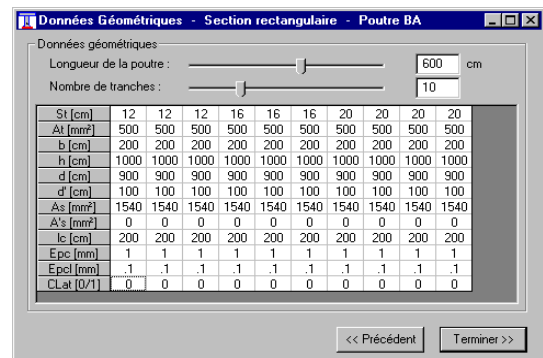 Données Géométriques - Section rectangulaire - Poutre BA
Données géométriques
Longueur de la poutre : 600 cm
Nombre de tranches : 10
St [cm] 12 12 12 16 16 16 20 20 20 20
At [mm²] 500 500 500 500 500 500 500 500 500 500
b [cm] 200 200 200 200 200 200 200 200 200 200
h [cm] 1000 1000 1000 1000 1000 1000 1000 1000 1000 1000
d [cm] 900 900 900 900 900 900 900 900 900 900
d' [cm] 100 100 100 100 100 100 100 100 100 100
As [mm²] 1540 1540 1540 1540 1540 1540 1540 1540 1540 1540
A's [mm²] 0 0 0 0 0 0 0 0 0 0
lc [cm] 200 200 200 200 200 200 200 200 200 200
Epc [mm] 1 1 1 1 1 1 1 1 1 1
Epcl [mm] .1 .1 .1 .1 .1 .1 .1 .1 .1 .1
CLat [0/1] 0 0 0 0 0 0 0 0 0 0
<< Précédent Terminer >>